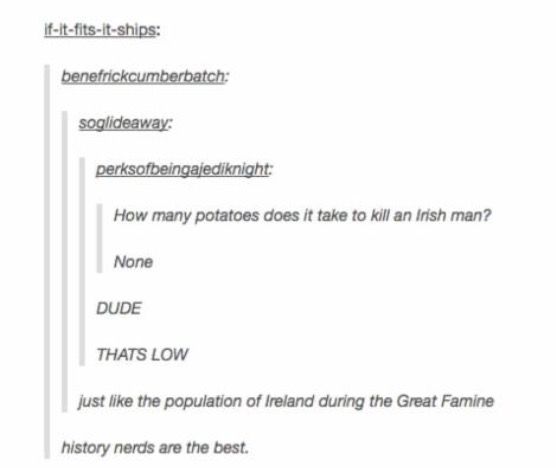 if-it-fits-it-ships:
benefrickcumberbatch:
soglideaway:
perksofbeingajediknight:
How many potatoes does it take to kill an Irish man?
None
DUDE
THATS LOW
just like the population of Ireland during the Great Famine
history nerds are the best.